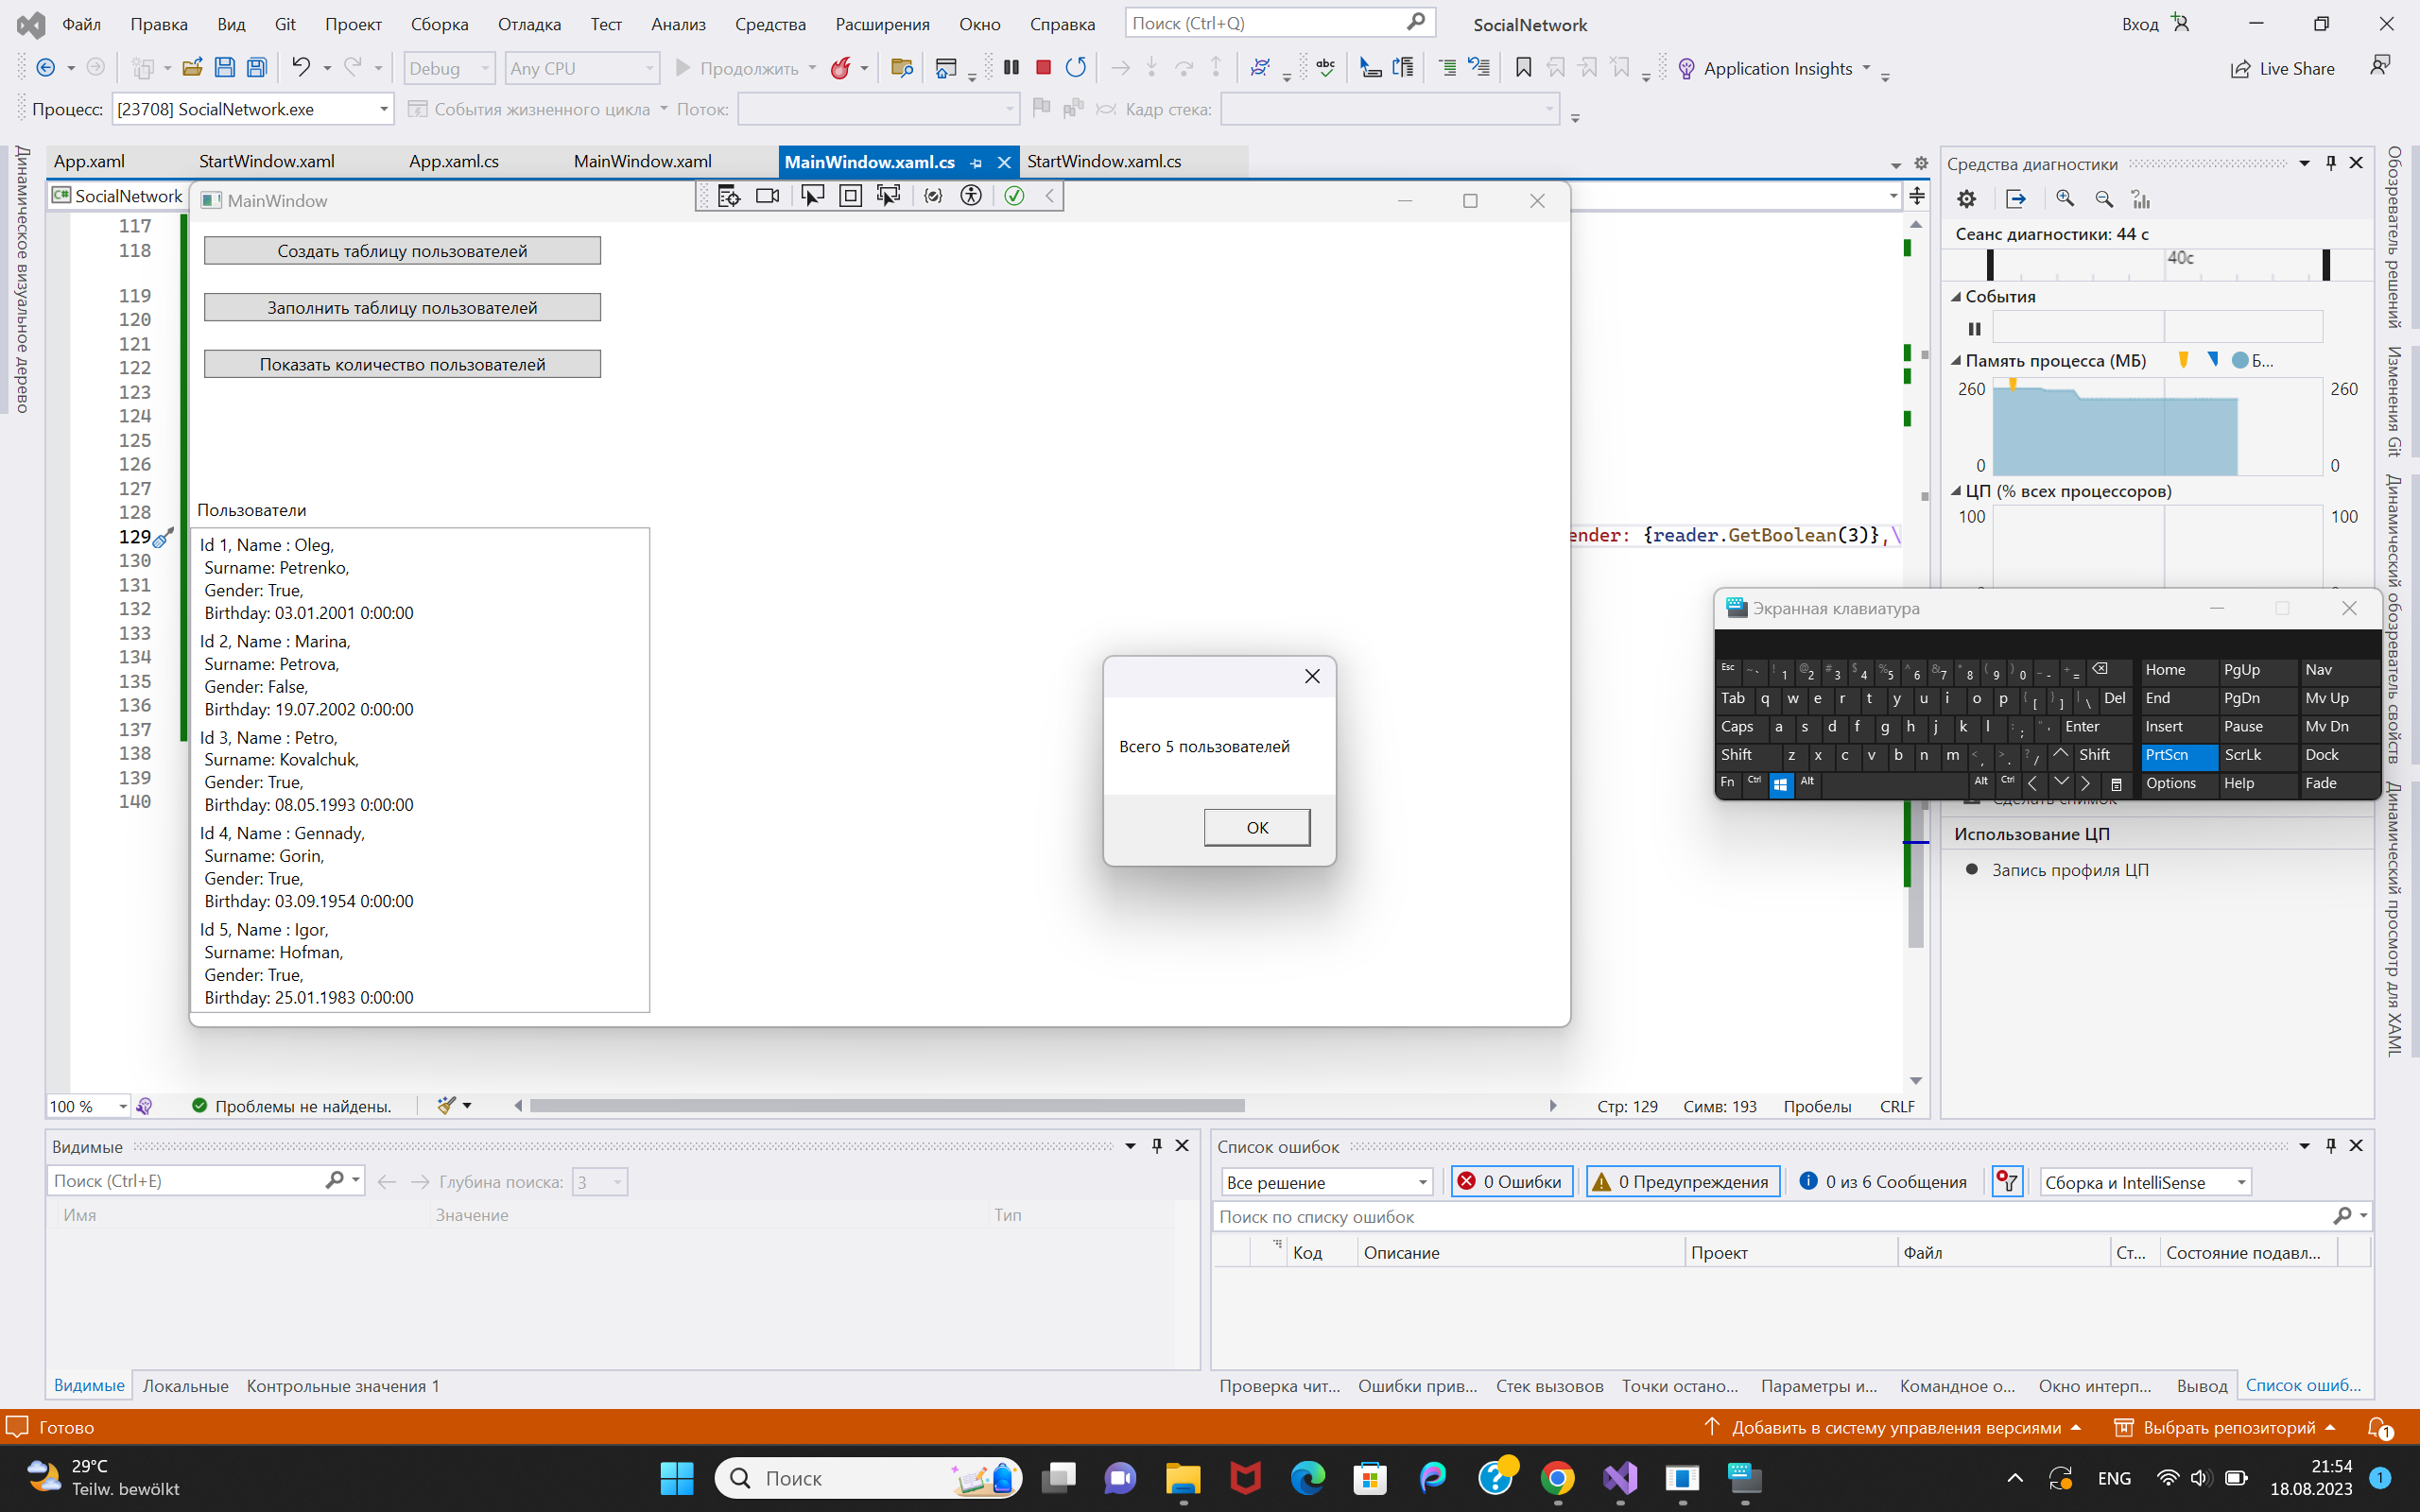 Файл Правка Вид Git Проект Сборка Отладка Тест Анализ Средства Расширения Окно Справка Поиск (Ctrl+Q) SocialNetwork Вход
Debug Any CPU Продолжить Application Insights Live Share
Процесс: [23708] SocialNetwork.exe События жизненного цикла Поток: Кадр стека:
App.xaml StartWindow.xaml App.xaml.cs MainWindow.xaml MainWindow.xaml.cs StartWindow.xaml.cs
SocialNetwork
MainWindow
117
118
119
120
121
122
123
124
125
126
127
128
129
130
131
132
133
134
135
136
137
138
139
140
Создать таблицу пользователей
Заполнить таблицу пользователей
Показать количество пользователей
Пользователи
Id 1, Name : Oleg,
Surname: Petrenko,
Gender: True,
Birthday: 03.01.2001 0:00:00
Id 2, Name : Marina,
Surname: Petrova,
Gender: False,
Birthday: 19.07.2002 0:00:00
Id 3, Name : Petro,
Surname: Kovalchuk,
Gender: True,
Birthday: 08.05.1993 0:00:00
Id 4, Name : Gennady,
Surname: Gorin,
Gender: True,
Birthday: 03.09.1954 0:00:00
Id 5, Name : Igor,
Surname: Hofman,
Gender: True,
Birthday: 25.01.1983 0:00:00
Всего 5 пользователей
OK
ender: {reader.GetBoolean(3)},\
Средства диагностики
Сеанс диагностики: 44 с
40с
События
Память процесса (МБ) Б...
260 260
0 0
ЦП (% всех процессоров)
100 100
Экранная клавиатура
Esc ~ ` ! 1 @ 2 # 3 $ 4 % 5 ^ 6 & 7 * 8 ( 9 ) 0 _ - + = Home PgUp Nav
Tab q w e r t y u i o p { [ } ] | \ Del End PgDn Mv Up
Caps a s d f g h j k l : ; " ' Enter Insert Pause Mv Dn
Shift z x c v b n m < , > . ? / Shift PrtScn ScrLk Dock
Fn Ctrl Alt Alt Ctrl Options Help Fade
Сделать снимок
Использование ЦП
Запись профиля ЦП
Динамическое визуальное дерево
Обозреватель решений
Изменения Git
Динамический обозреватель свойств
Динамический просмотр для XAML
100 % Проблемы не найдены. Стр: 129 Симв: 193 Пробелы CRLF
Видимые
Поиск (Ctrl+E) Глубина поиска: 3
Имя Значение Тип
Видимые Локальные Контрольные значения 1
Список ошибок
Все решение 0 Ошибки 0 Предупреждения 0 из 6 Сообщения Сборка и IntelliSense
Поиск по списку ошибок
Код Описание Проект Файл Ст... Состояние подавл...
Проверка чит... Ошибки прив... Стек вызовов Точки остано... Параметры и... Командное о... Окно интерп... Вывод Список ошиб...
Готово Добавить в систему управления версиями Выбрать репозиторий 1
29°C
Teilw. bewölkt
Поиск
ENG
21:54
18.08.2023
1